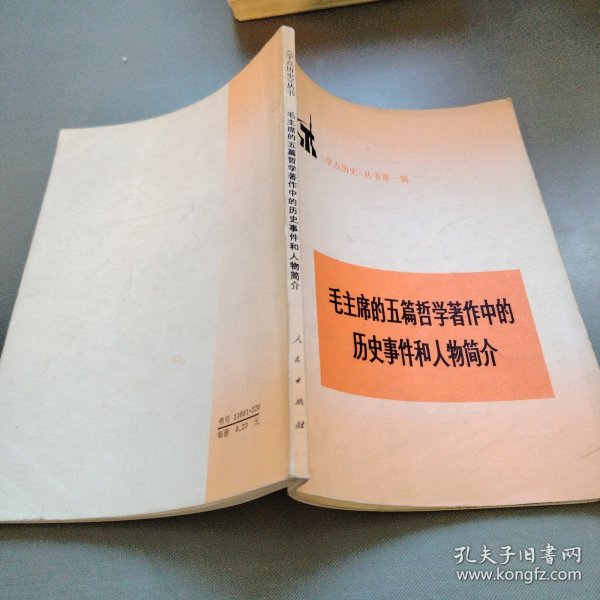 《学点历史》丛书
毛主席的五篇哲学著作中的历史事件和人物简介
人民出版社
书号 11001·220
每册 0.23 元
《学点历史》丛书第一辑
毛主席的五篇哲学著作中的
历史事件和人物简介
孔夫子旧书网
www.kongfz.com